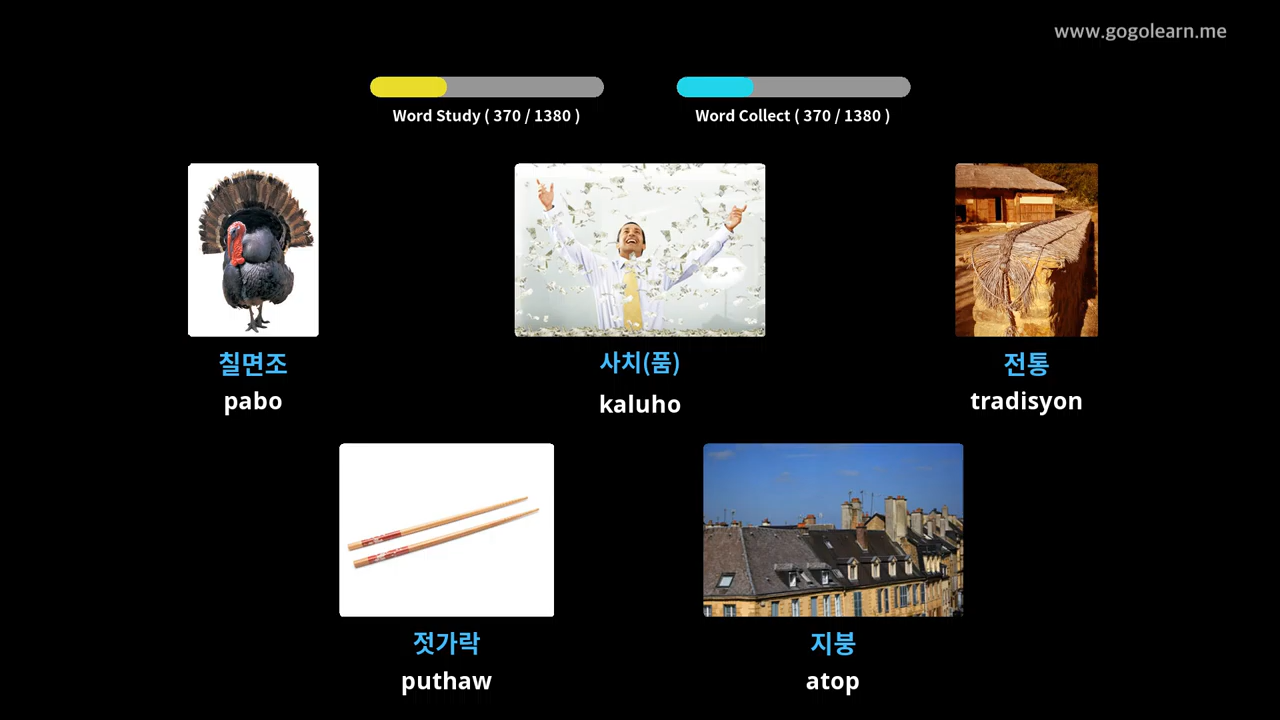 www.gogolearn.me
Word Study ( 370 / 1380 )
Word Collect ( 370 / 1380 )
칠면조
pabo
사치(품)
kaluho
전통
tradisyon
젓가락
puthaw
지붕
atop